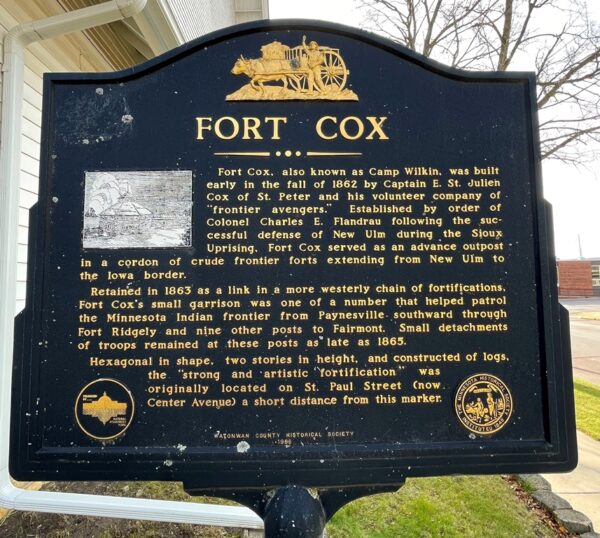 FORT COX
Fort Cox, also known as Camp Wilkin, was built
early in the fall of 1862 by Captain E. St. Julien
Cox of St. Peter and his volunteer company of
"frontier avengers." Established by order of
Colonel Charles E. Flandrau following the suc-
cessful defense of New Ulm during the Sioux
Uprising, Fort Cox served as an advance outpost
in a cordon of crude frontier forts extending from New Ulm to
the Iowa border.
Retained in 1863 as a link in a more westerly chain of fortifications,
Fort Cox's small garrison was one of a number that helped patrol
the Minnesota Indian frontier from Paynesville southward through
Fort Ridgely and nine other posts to Fairmont. Small detachments
of troops remained at these posts as late as 1865.
Hexagonal in shape, two stories in height, and constructed of logs,
the "strong and artistic fortification" was
originally located on St. Paul Street (now
Center Avenue) a short distance from this marker.
WATONWAN COUNTY HISTORICAL SOCIETY